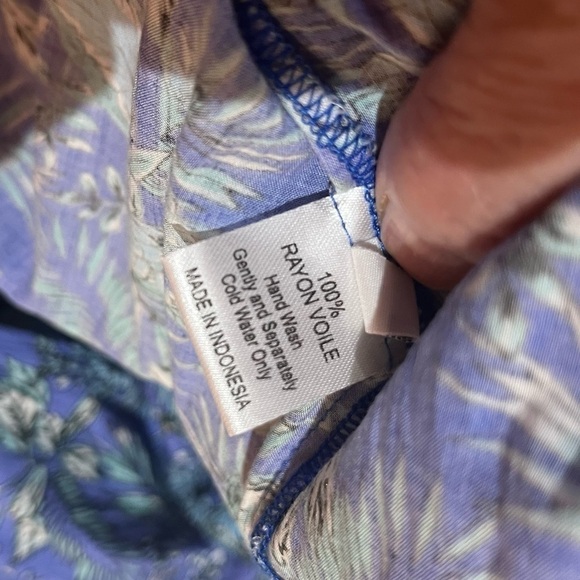 100%
RAYON VOILE
Hand Wash
Gently and Separately
Cold Water Only
MADE IN INDONESIA